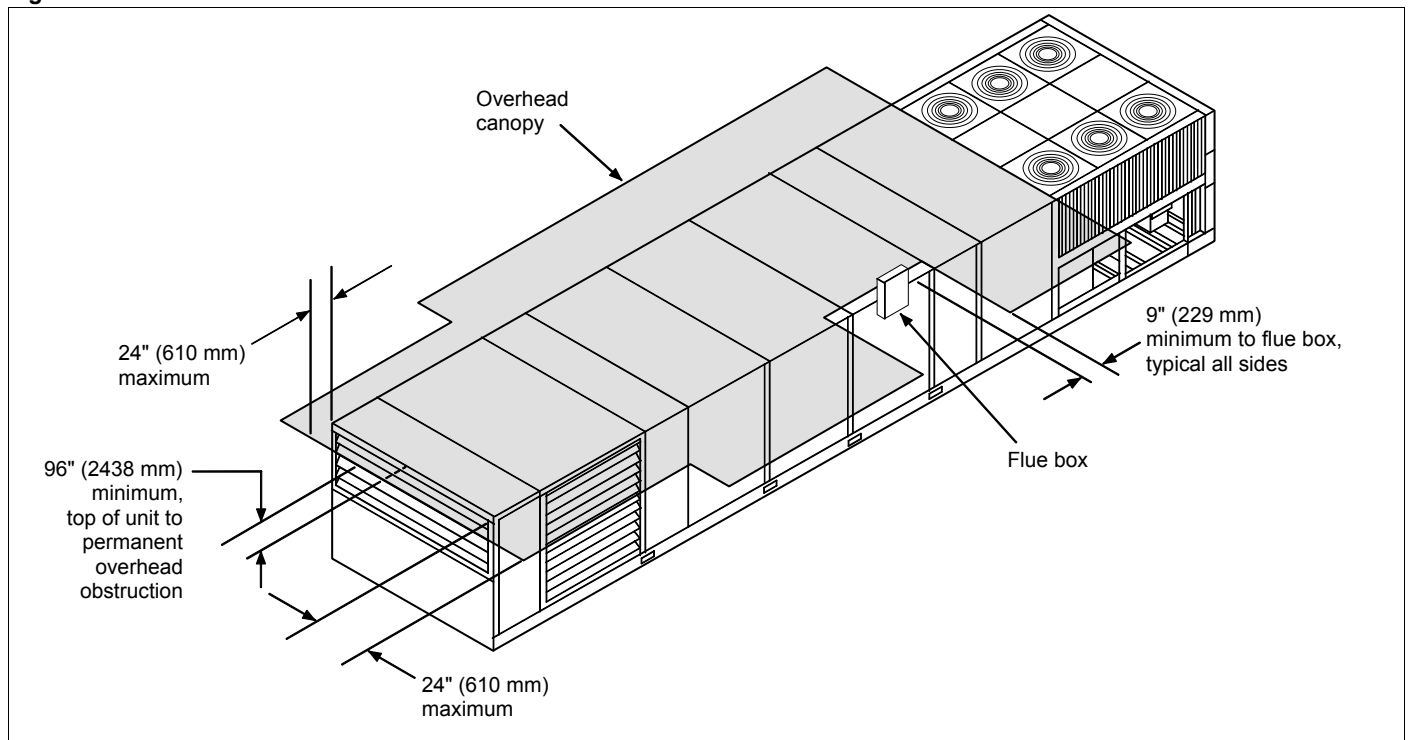 Overhead
canopy
24" (610 mm)
maximum
9" (229 mm)
minimum to flue box,
typical all sides
Flue box
96" (2438 mm)
minimum,
top of unit to
permanent
overhead
obstruction
24" (610 mm)
maximum